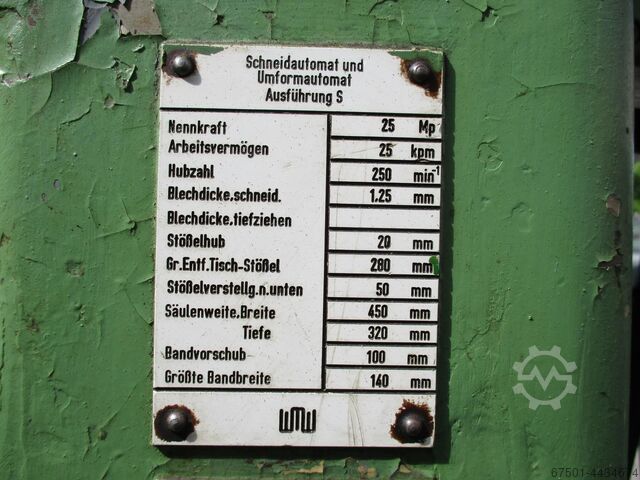 Schneidautomat und
Umformautomat
Ausführung S
Nennkraft 25 Mp
Arbeitsvermögen 25 kpm
Hubzahl 250 min-1
Blechdicke.schneid. 1.25 mm
Blechdicke.tiefziehen
Stößelhub 20 mm
Gr.Entf.Tisch-Stößel 280 mm
Stößelverstellg.n.unten 50 mm
Säulenweite.Breite 450 mm
Tiefe 320 mm
Bandvorschub 100 mm
Größte Bandbreite 140 mm
WMW